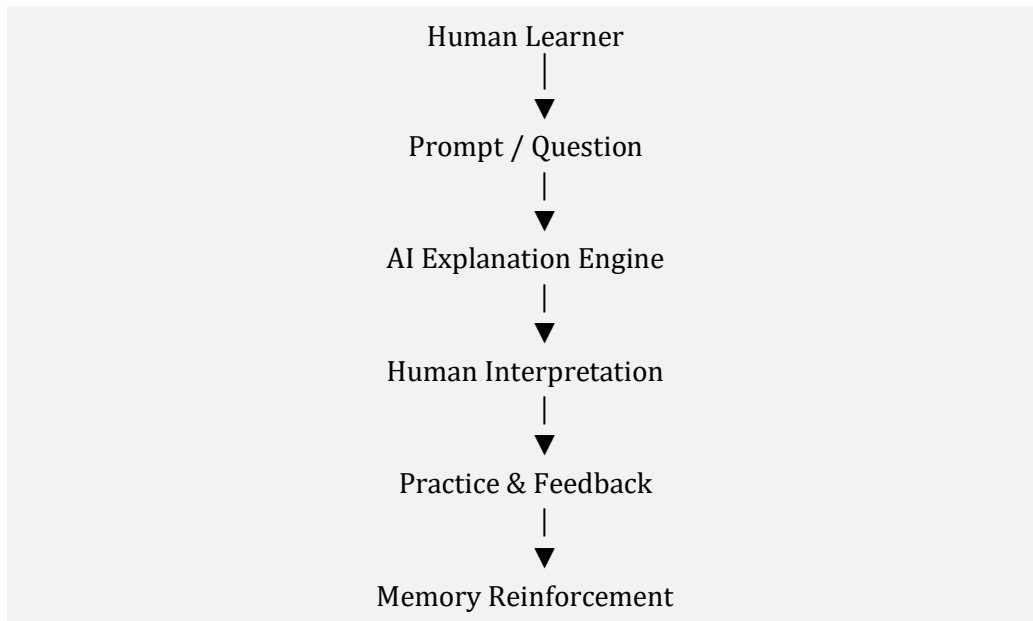 Human Learner
Prompt / Question
AI Explanation Engine
Human Interpretation
Practice & Feedback
Memory Reinforcement